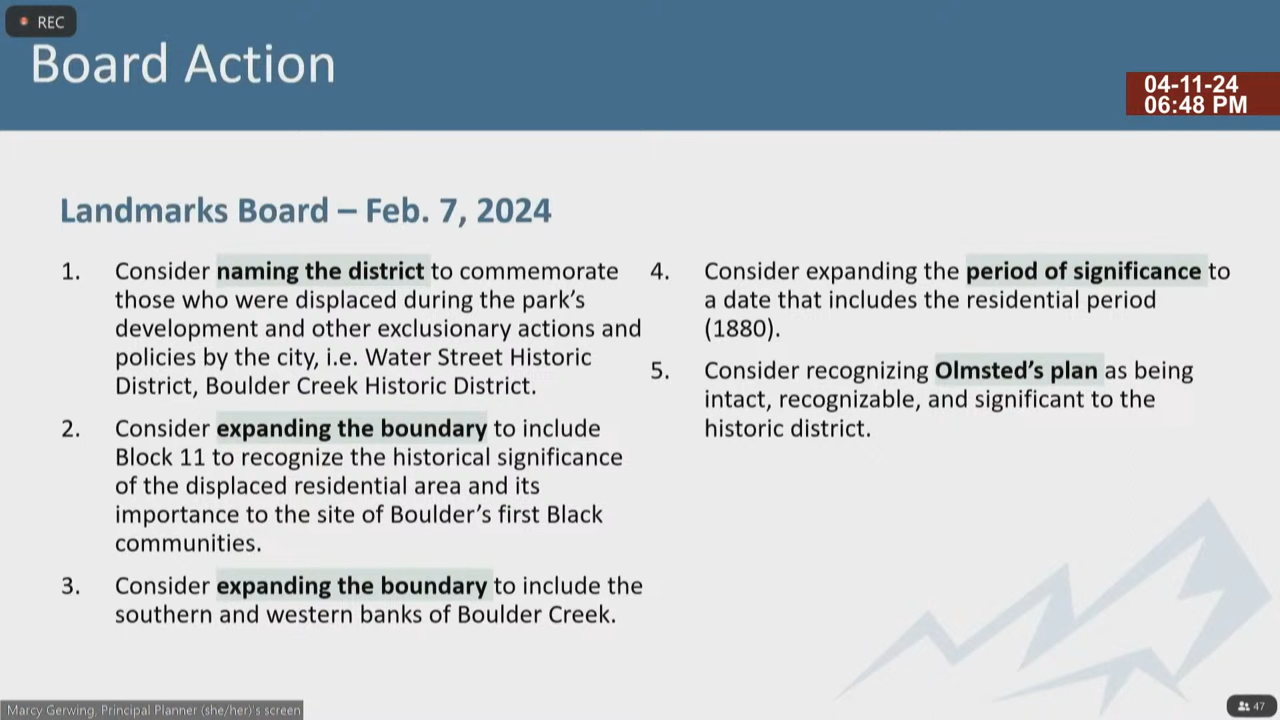 REC
Board Action
04-11-24
06:48 PM
Landmarks Board – Feb. 7, 2024
1. Consider naming the district to commemorate
those who were displaced during the park's
development and other exclusionary actions and
policies by the city, i.e. Water Street Historic
District, Boulder Creek Historic District.
2. Consider expanding the boundary to include
Block 11 to recognize the historical significance
of the displaced residential area and its
importance to the site of Boulder's first Black
communities.
3. Consider expanding the boundary to include the
southern and western banks of Boulder Creek.
4. Consider expanding the period of significance to
a date that includes the residential period
(1880).
5. Consider recognizing Olmsted's plan as being
intact, recognizable, and significant to the
historic district.
Marcy Gerwing, Principal Planner (she/her)'s screen
47